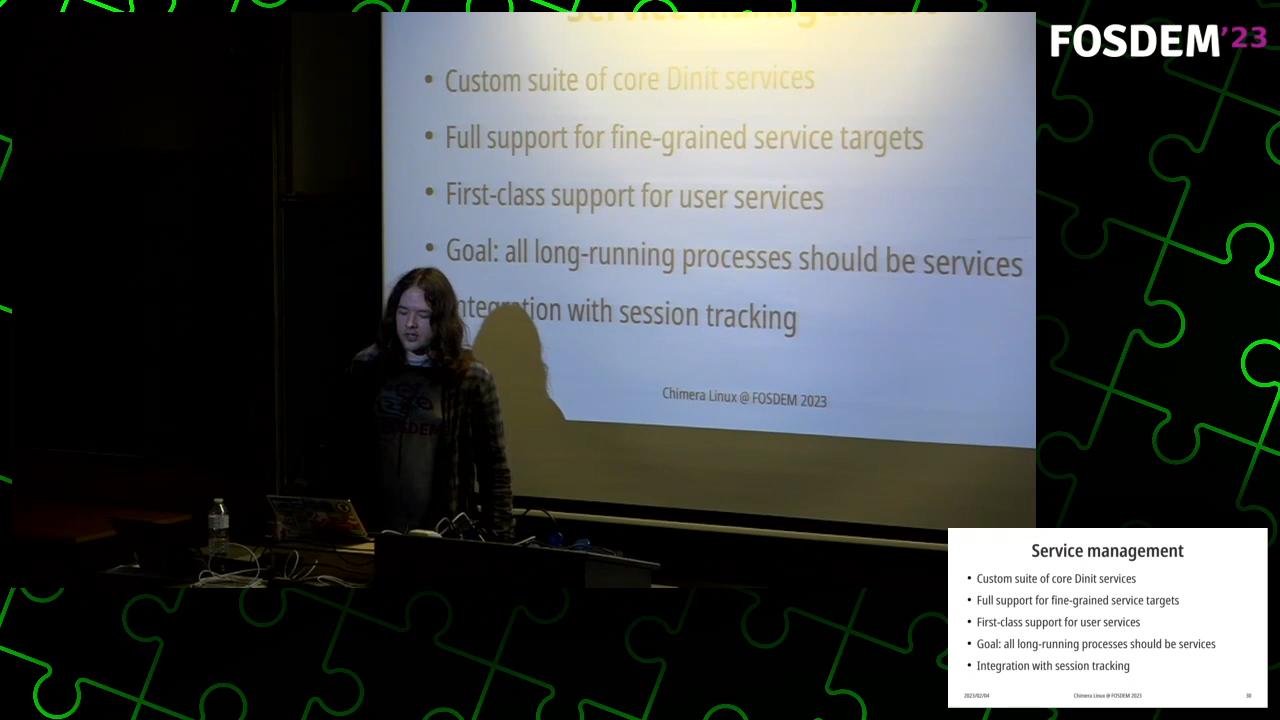 FOSDEM'23
Service management
• Custom suite of core Dinit services
• Full support for fine-grained service targets
• First-class support for user services
• Goal: all long-running processes should be services
Integration with session tracking
Chimera Linux @ FOSDEM 2023
FOSDEM
Service management
• Custom suite of core Dinit services
• Full support for fine-grained service targets
• First-class support for user services
• Goal: all long-running processes should be services
• Integration with session tracking
2023/02/04
Chimera Linux @ FOSDEM 2023
30